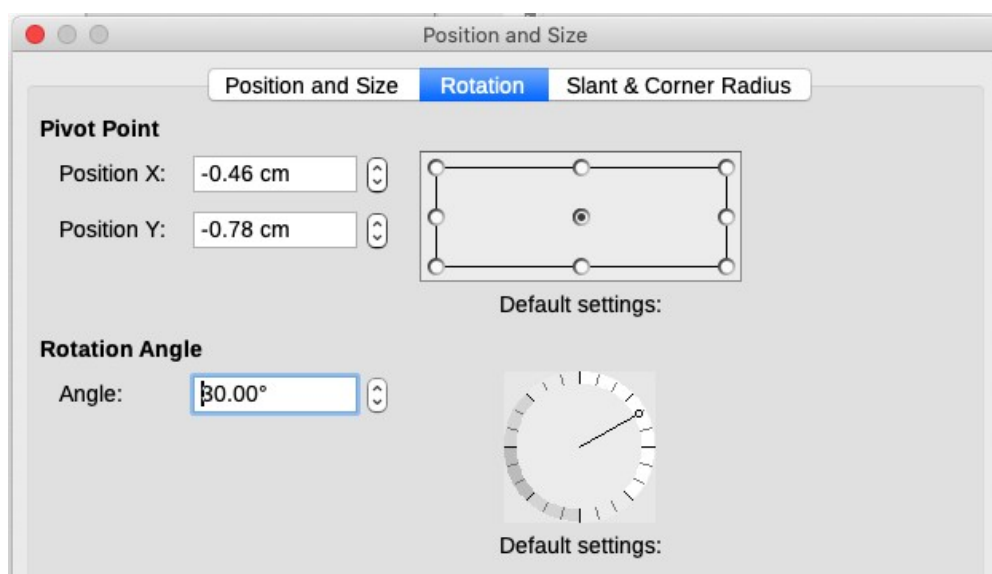 Position and Size
Position and Size Rotation Slant & Corner Radius
Pivot Point
Position X: -0.46 cm
Position Y: -0.78 cm
Default settings:
Rotation Angle
Angle: 30.00°
Default settings: